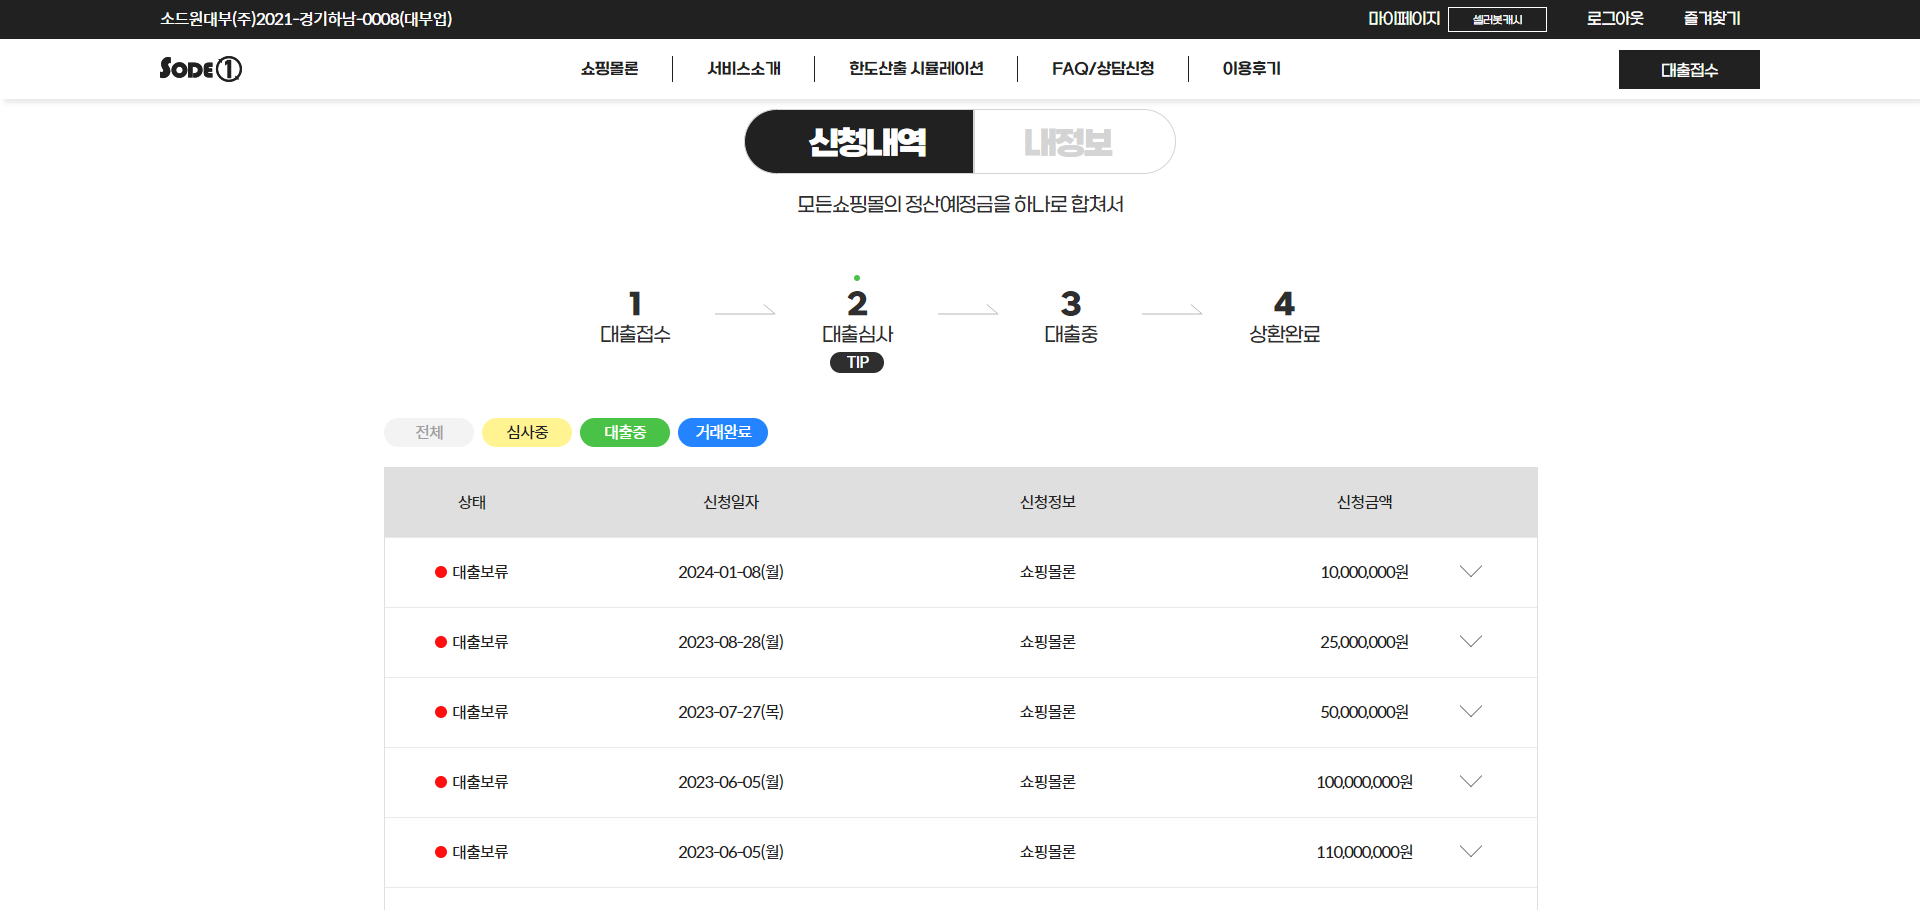 소드원대부(주)2021-경기하남-0008(대부업) 마이페이지 셀러봇캐시 로그아웃 즐겨찾기
SODE① 쇼핑몰론 서비스소개 한도산출 시뮬레이션 FAQ/상담신청 이용후기 대출접수
신청내역 내정보
모든쇼핑몰의 정산예정금을 하나로 합쳐서
1 2 3 4
대출접수 대출심사 대출중 상환완료
TIP
전체 심사중 대출중 거래완료
상태 신청일자 신청정보 신청금액
대출보류 2024-01-08(월) 쇼핑몰론 10,000,000원
대출보류 2023-08-28(월) 쇼핑몰론 25,000,000원
대출보류 2023-07-27(목) 쇼핑몰론 50,000,000원
대출보류 2023-06-05(월) 쇼핑몰론 100,000,000원
대출보류 2023-06-05(월) 쇼핑몰론 110,000,000원